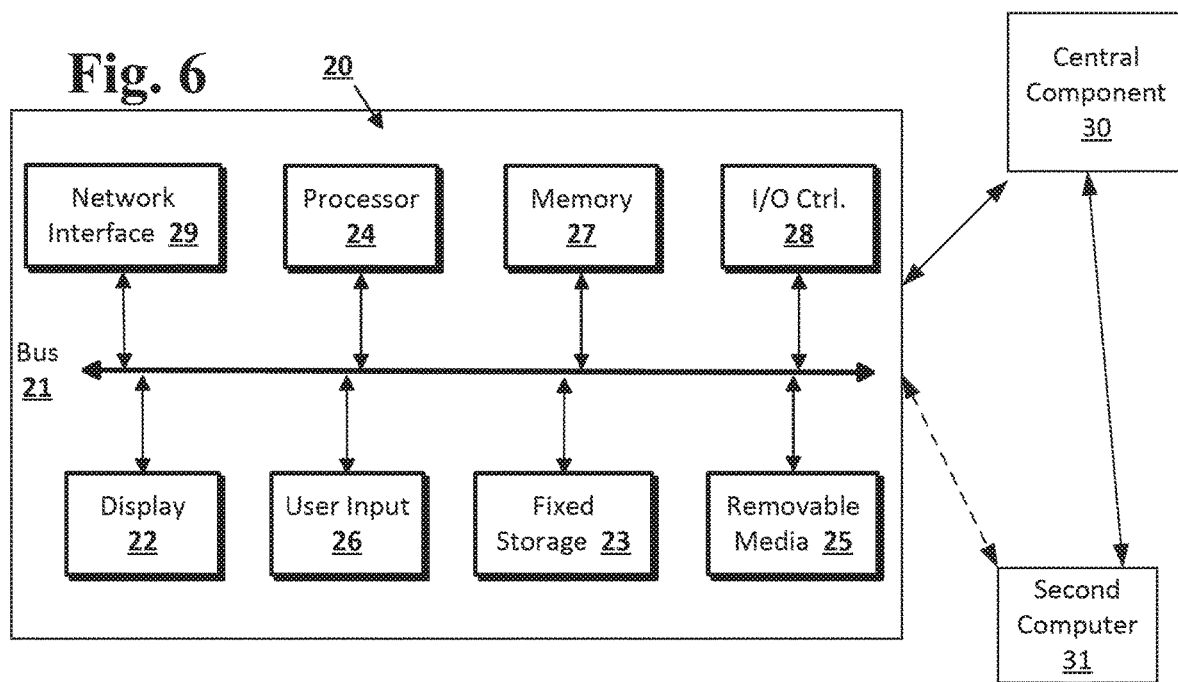 Fig. 6
20
Central
Component
30
Network
Interface 29
Processor
24
Memory
27
I/O Ctrl.
28
Bus
21
Display
22
User Input
26
Fixed
Storage 23
Removable
Media 25
Second
Computer
31